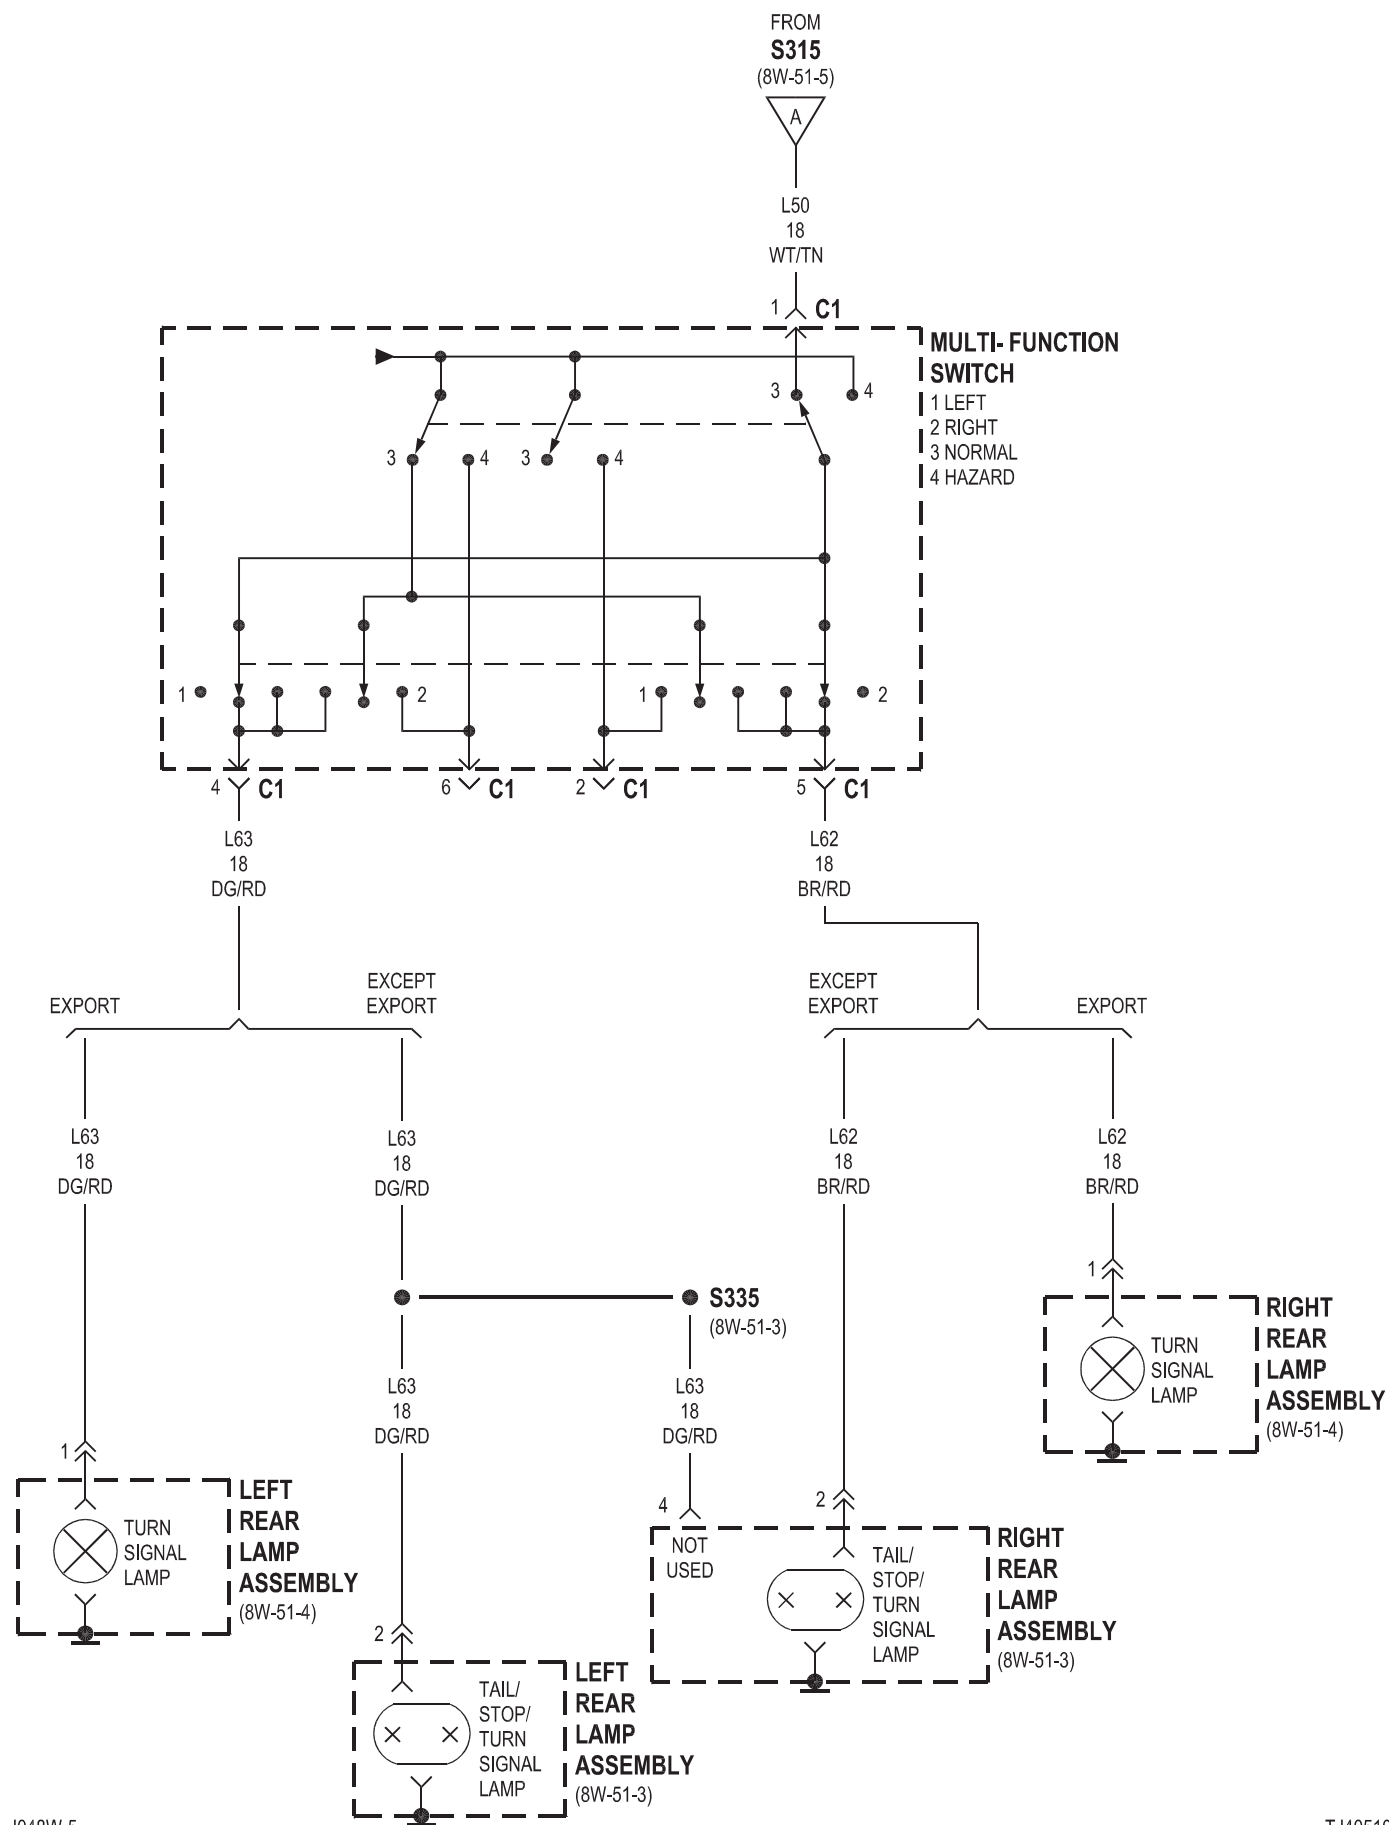 FROM
S315
(8W-51-5)
A
L50
18
WT/TN
1 C1
MULTI- FUNCTION
SWITCH
1 LEFT
2 RIGHT
3 NORMAL
4 HAZARD
3 4
3 4 3 4
1 2 1 2
4 C1 6 C1 2 C1 5 C1
L63
18
DG/RD
L62
18
BR/RD
EXPORT
EXCEPT
EXPORT
EXCEPT
EXPORT
EXPORT
L63
18
DG/RD
L63
18
DG/RD
L62
18
BR/RD
L62
18
BR/RD
S335
(8W-51-3)
1
TURN
SIGNAL
LAMP
RIGHT
REAR
LAMP
ASSEMBLY
(8W-51-4)
L63
18
DG/RD
L63
18
DG/RD
1
TURN
SIGNAL
LAMP
LEFT
REAR
LAMP
ASSEMBLY
(8W-51-4)
4
NOT
USED
2
TAIL/
STOP/
TURN
SIGNAL
LAMP
RIGHT
REAR
LAMP
ASSEMBLY
(8W-51-3)
2
TAIL/
STOP/
TURN
SIGNAL
LAMP
LEFT
REAR
LAMP
ASSEMBLY
(8W-51-3)